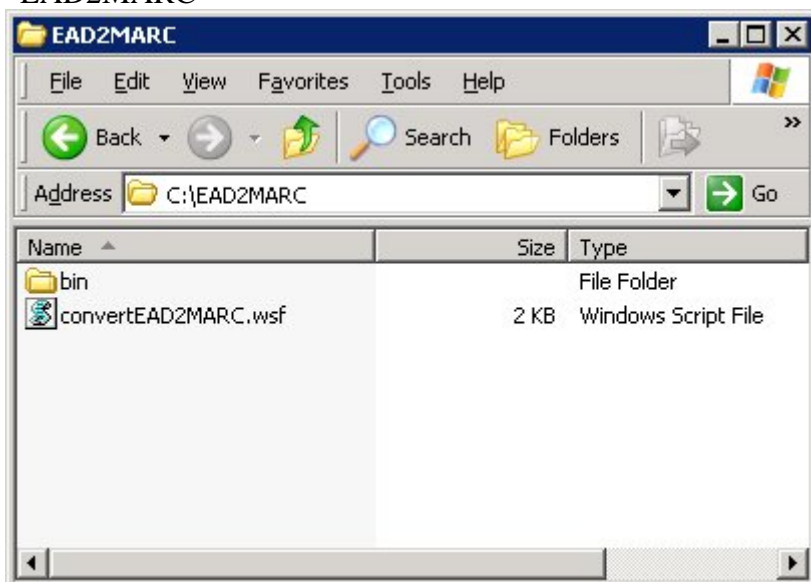 EAD2MARC
EAD2MARC
File Edit View Favorites Tools Help
Back Search Folders »
Address C:\EAD2MARC Go
Name Size Type
bin File Folder
convertEAD2MARC.wsf 2 KB Windows Script File